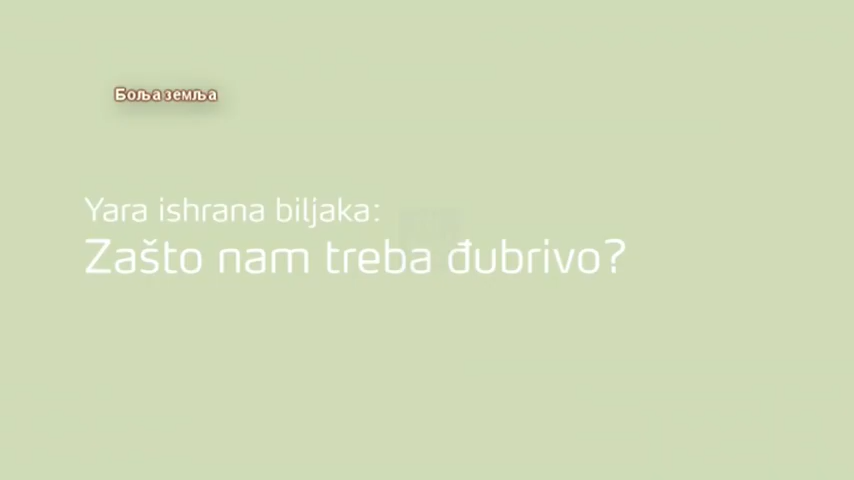 Боља земља
Yara ishrana biljaka:
Zašto nam treba đubrivo?